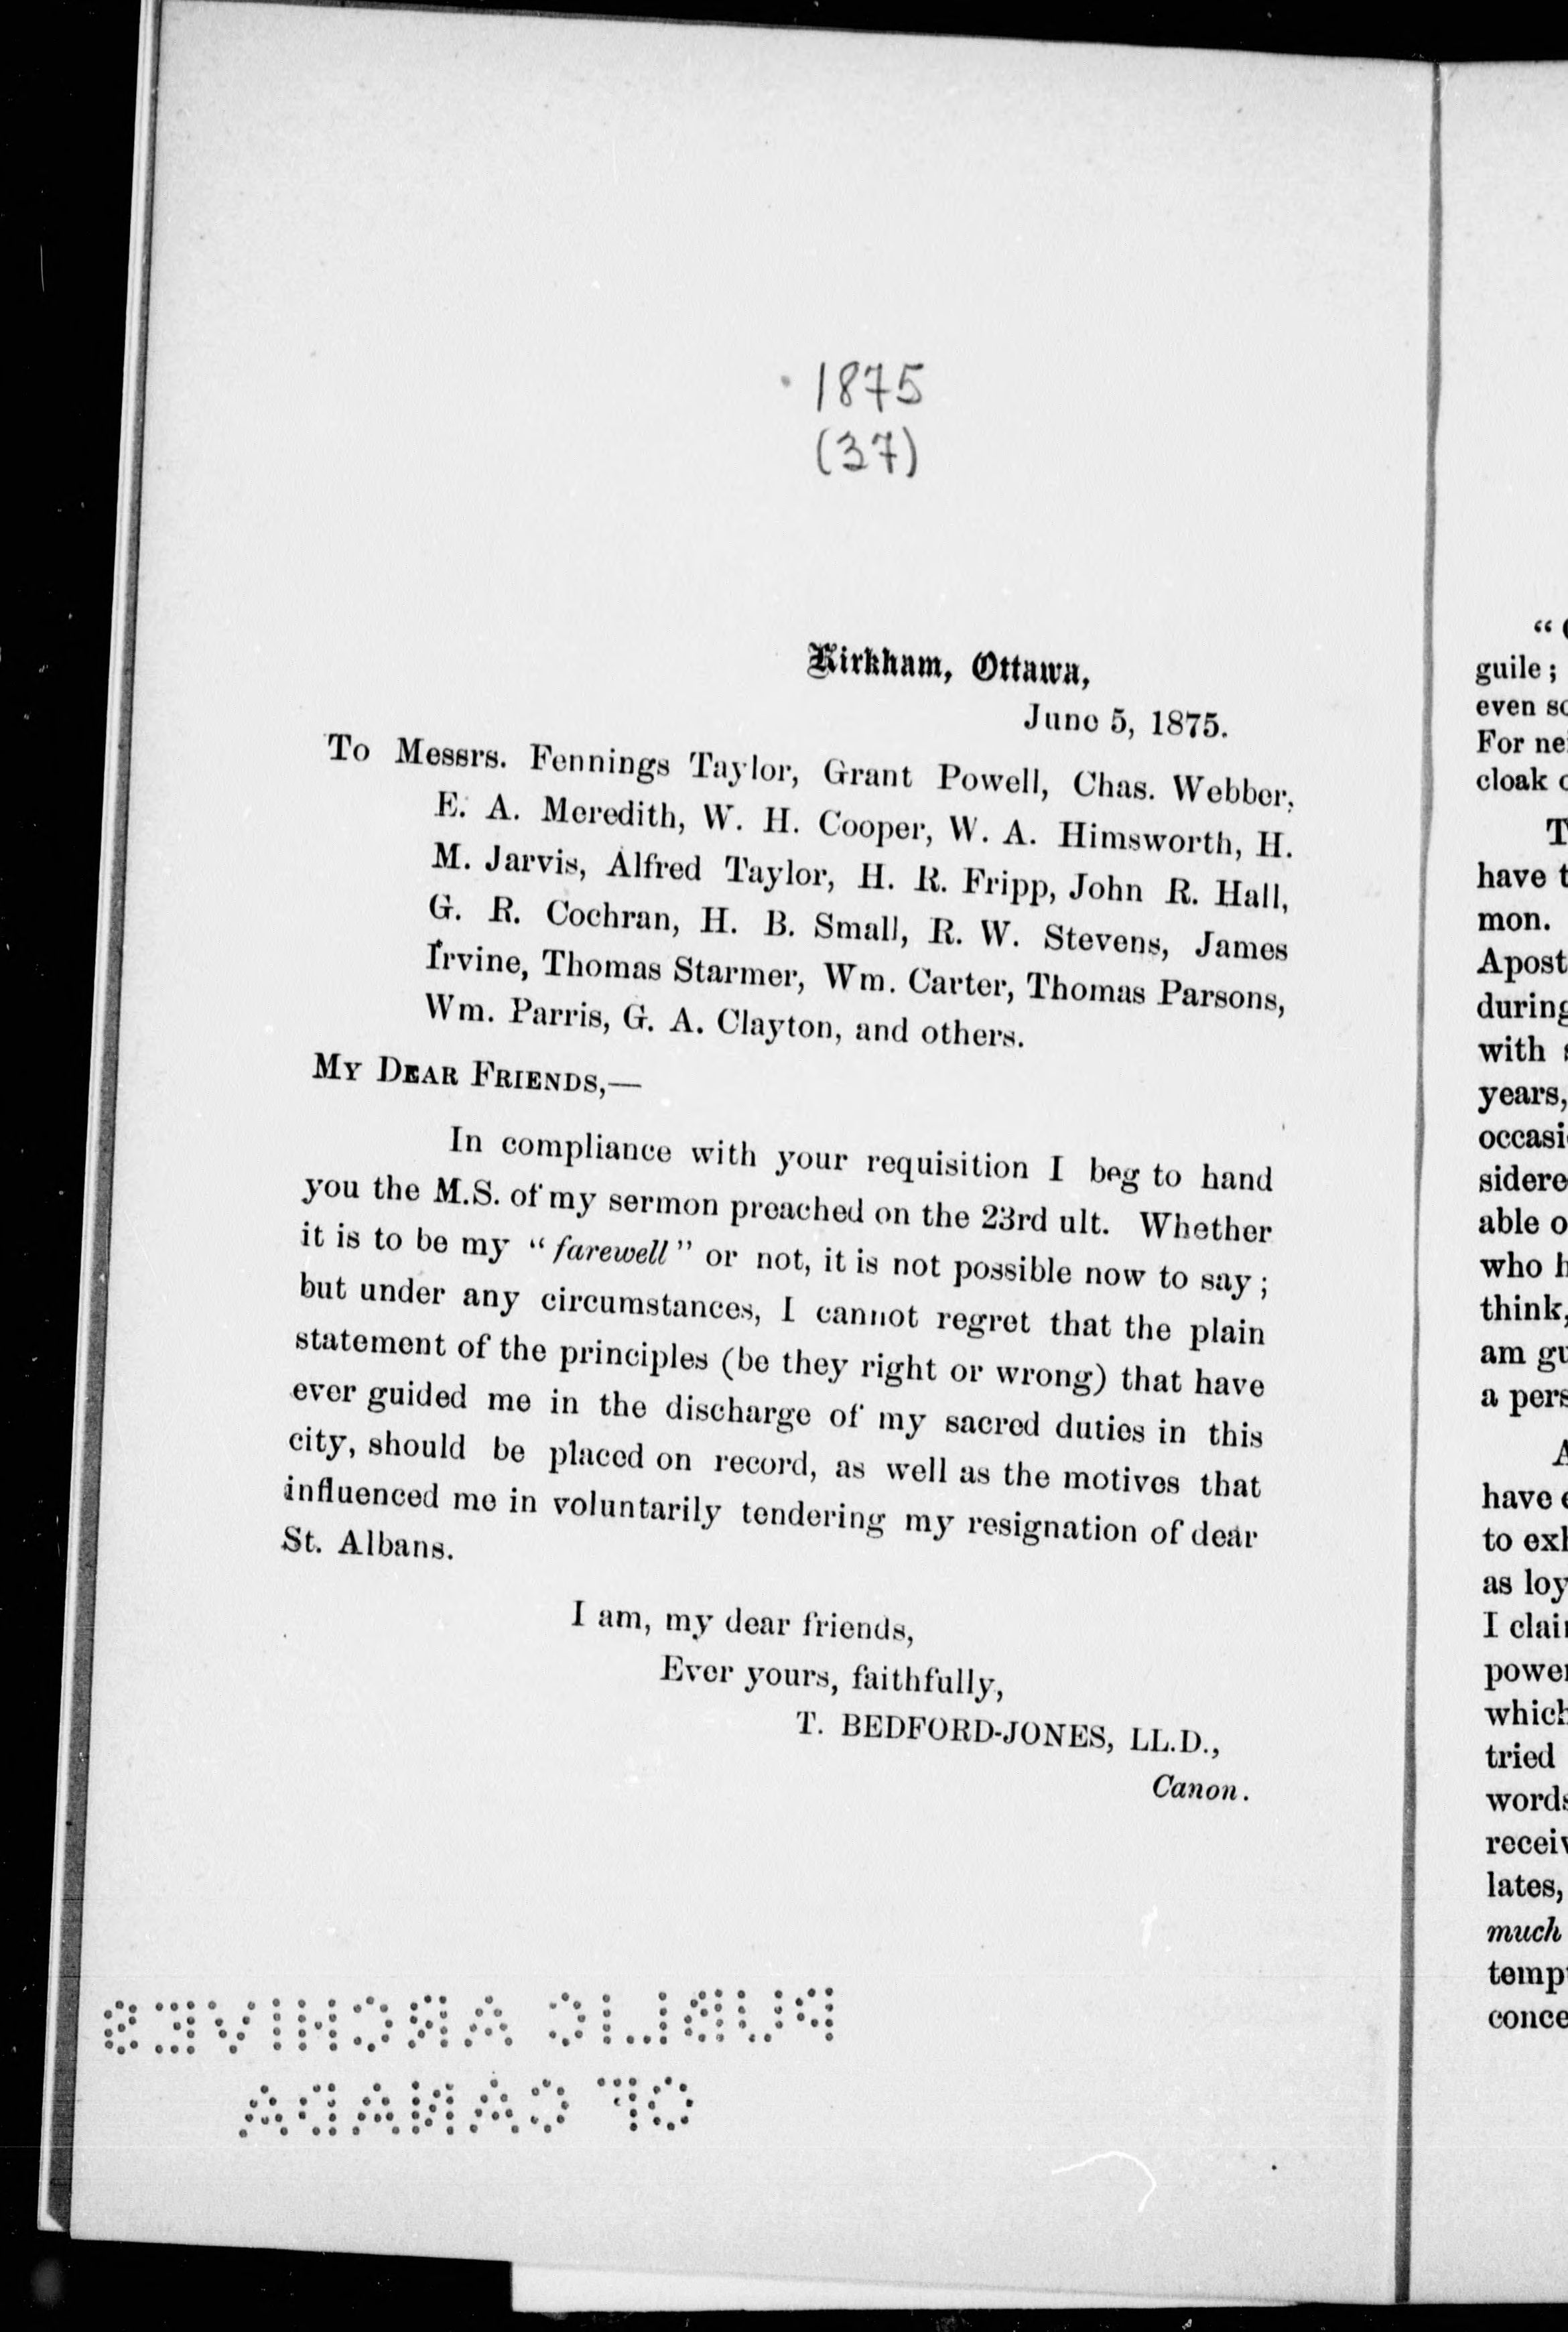 1875
(37)
Kirkham, Ottawa,
June 5, 1875.
To Messrs. Fennings Taylor, Grant Powell, Chas. Webber,
E. A. Meredith, W. H. Cooper, W. A. Himsworth, H.
M. Jarvis, Alfred Taylor, H. R. Fripp, John R. Hall,
G. R. Cochran, H. B. Small, R. W. Stevens, James
Irvine, Thomas Starmer, Wm. Carter, Thomas Parsons,
Wm. Parris, G. A. Clayton, and others.
MY DEAR FRIENDS,—
In compliance with your requisition I beg to hand
you the M.S. of my sermon preached on the 23rd ult. Whether
it is to be my "farewell" or not, it is not possible now to say;
but under any circumstances, I cannot regret that the plain
statement of the principles (be they right or wrong) that have
ever guided me in the discharge of my sacred duties in this
city, should be placed on record, as well as the motives that
influenced me in voluntarily tendering my resignation of dear
St. Albans.
I am, my dear friends,
Ever yours, faithfully,
T. BEDFORD-JONES, LL.D.,
Canon.
PUBLIC ARCHIVES
OF CANADA
guile;
even
For
cloak
have
mon.
during
with
years,
able
who
think,
am
a
have
to
as
I
which
tried
lates,
much